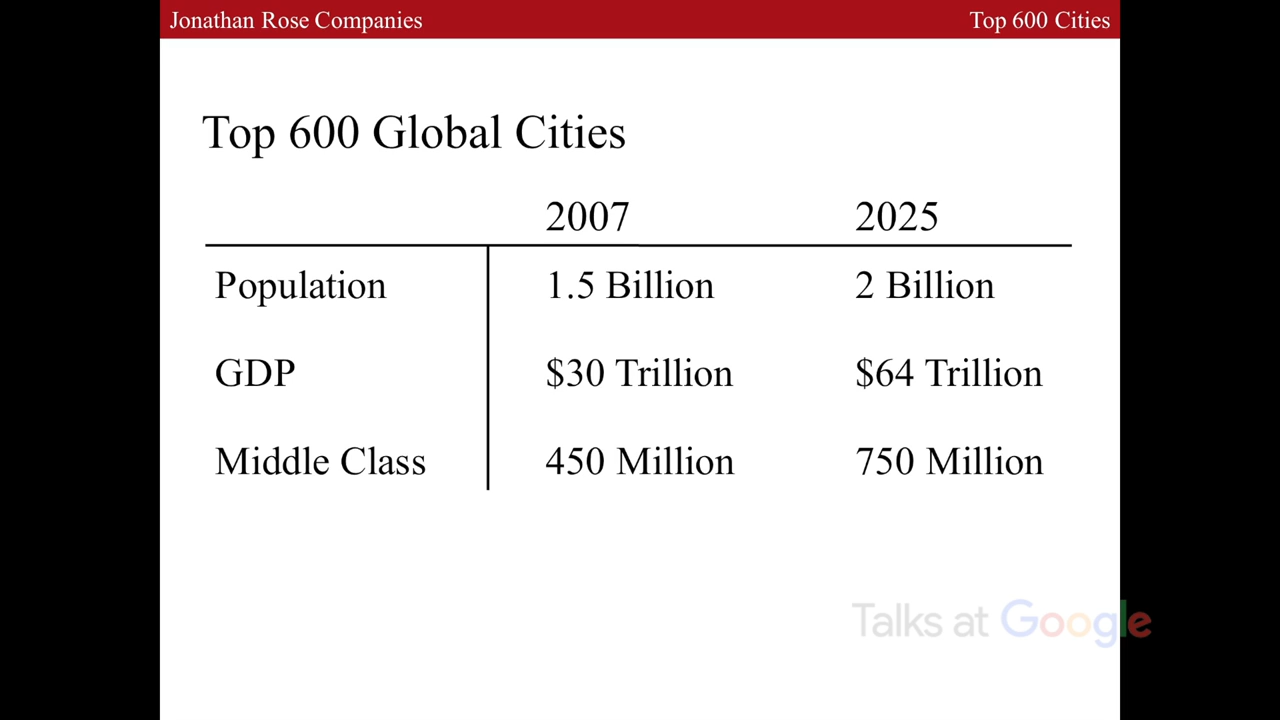 Jonathan Rose Companies Top 600 Cities
Top 600 Global Cities
2007 2025
Population 1.5 Billion 2 Billion
GDP $30 Trillion $64 Trillion
Middle Class 450 Million 750 Million
Talks at Google